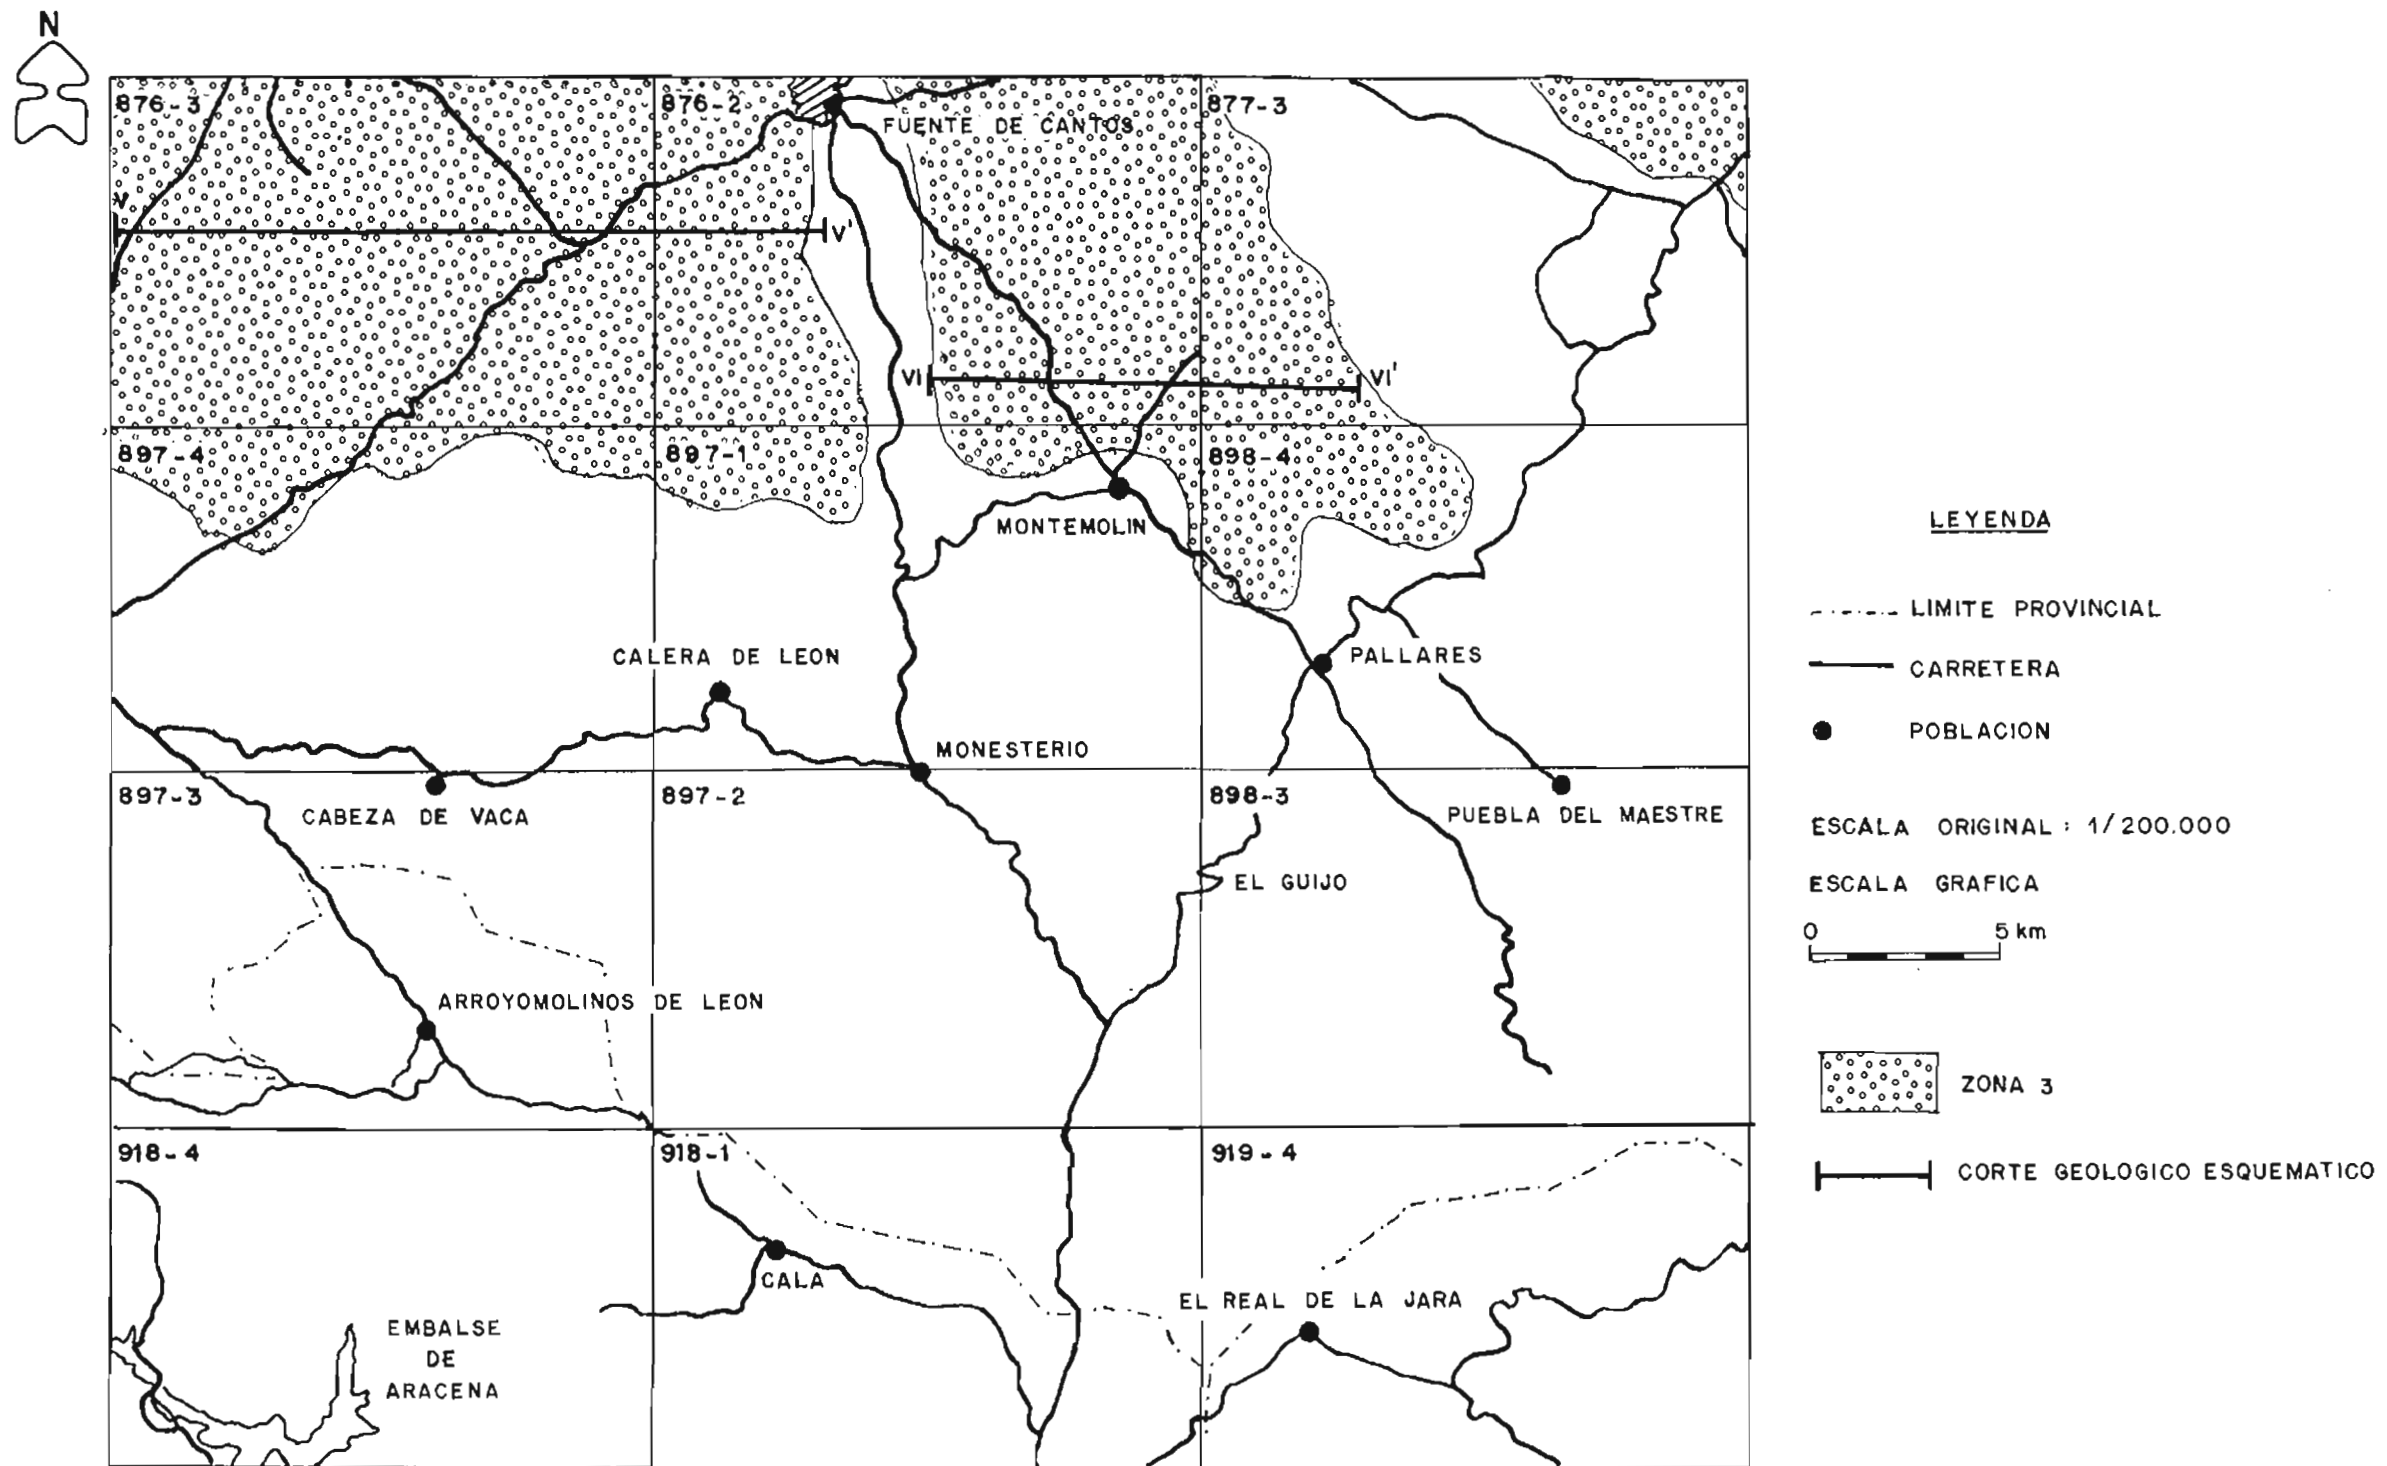 N
876-3
876-2
877-3
FUENTE DE CANTOS
V
V'
VI
VI'
897-4
897-1
898-4
MONTEMOLIN
CALERA DE LEON
PALLARES
MONESTERIO
897-3
897-2
898-3
CABEZA DE VACA
PUEBLA DEL MAESTRE
EL GUIJO
ARROYOMOLINOS DE LEON
918-4
918-1
919-4
CALA
EL REAL DE LA JARA
EMBALSE
DE
ARACENA
LEYENDA
LIMITE PROVINCIAL
CARRETERA
POBLACION
ESCALA ORIGINAL : 1/200.000
ESCALA GRAFICA
0 5 km
ZONA 3
CORTE GEOLOGICO ESQUEMATICO